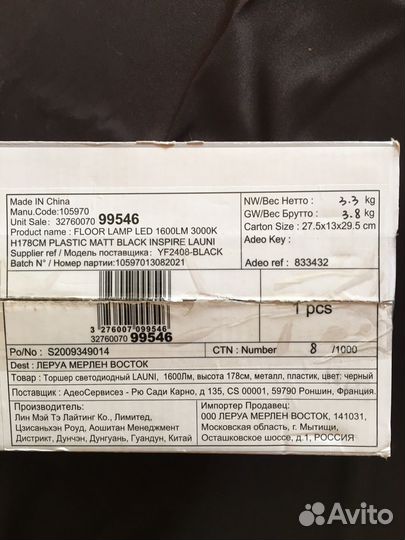 Made IN China
Manu.Code:105970
Unit Sale: 32760070 99546
Product name : FLOOR LAMP LED 1600LM 3000K
H178CM PLASTIC MATT BLACK INSPIRE LAUNI
Supplier ref / Модель поставщика: YF2408-BLACK
Batch N° / Номер партии: 10597013082021
NW/Вес Нетто : 3.3 kg
GW/Вес Брутто : 3.8 kg
Carton Size : 27.5x13x29.5 cm
Adeo Key :
Adeo ref : 833432
3 276007 099546
32760070 99546
1 pcs
Po/No : S2009349014
CTN : Number 8 /1000
Dest : ЛЕРУА МЕРЛЕН ВОСТОК
Товар : Торшер светодиодный LAUNI, 1600Лм, высота 178см, металл, пластик, цвет: черный
Поставщик : АдеоСервисез - Рю Сади Карно, д 135, CS 00001, 59790 Роншин, Франция.
Производитель:
Лин Мэй Тэ Лайтинг Ко., Лимитед,
Цзисаньхэн Роуд, Аошитан Менеджмент
Дистрикт, Дунчэн, Дунгуань, Гуандун, Китай
Импортер Продавец:
ООО ЛЕРУА МЕРЛЕН ВОСТОК, 141031,
Московская область, г. Мытищи,
Осташковское шоссе, д.1, РОССИЯ
Avito